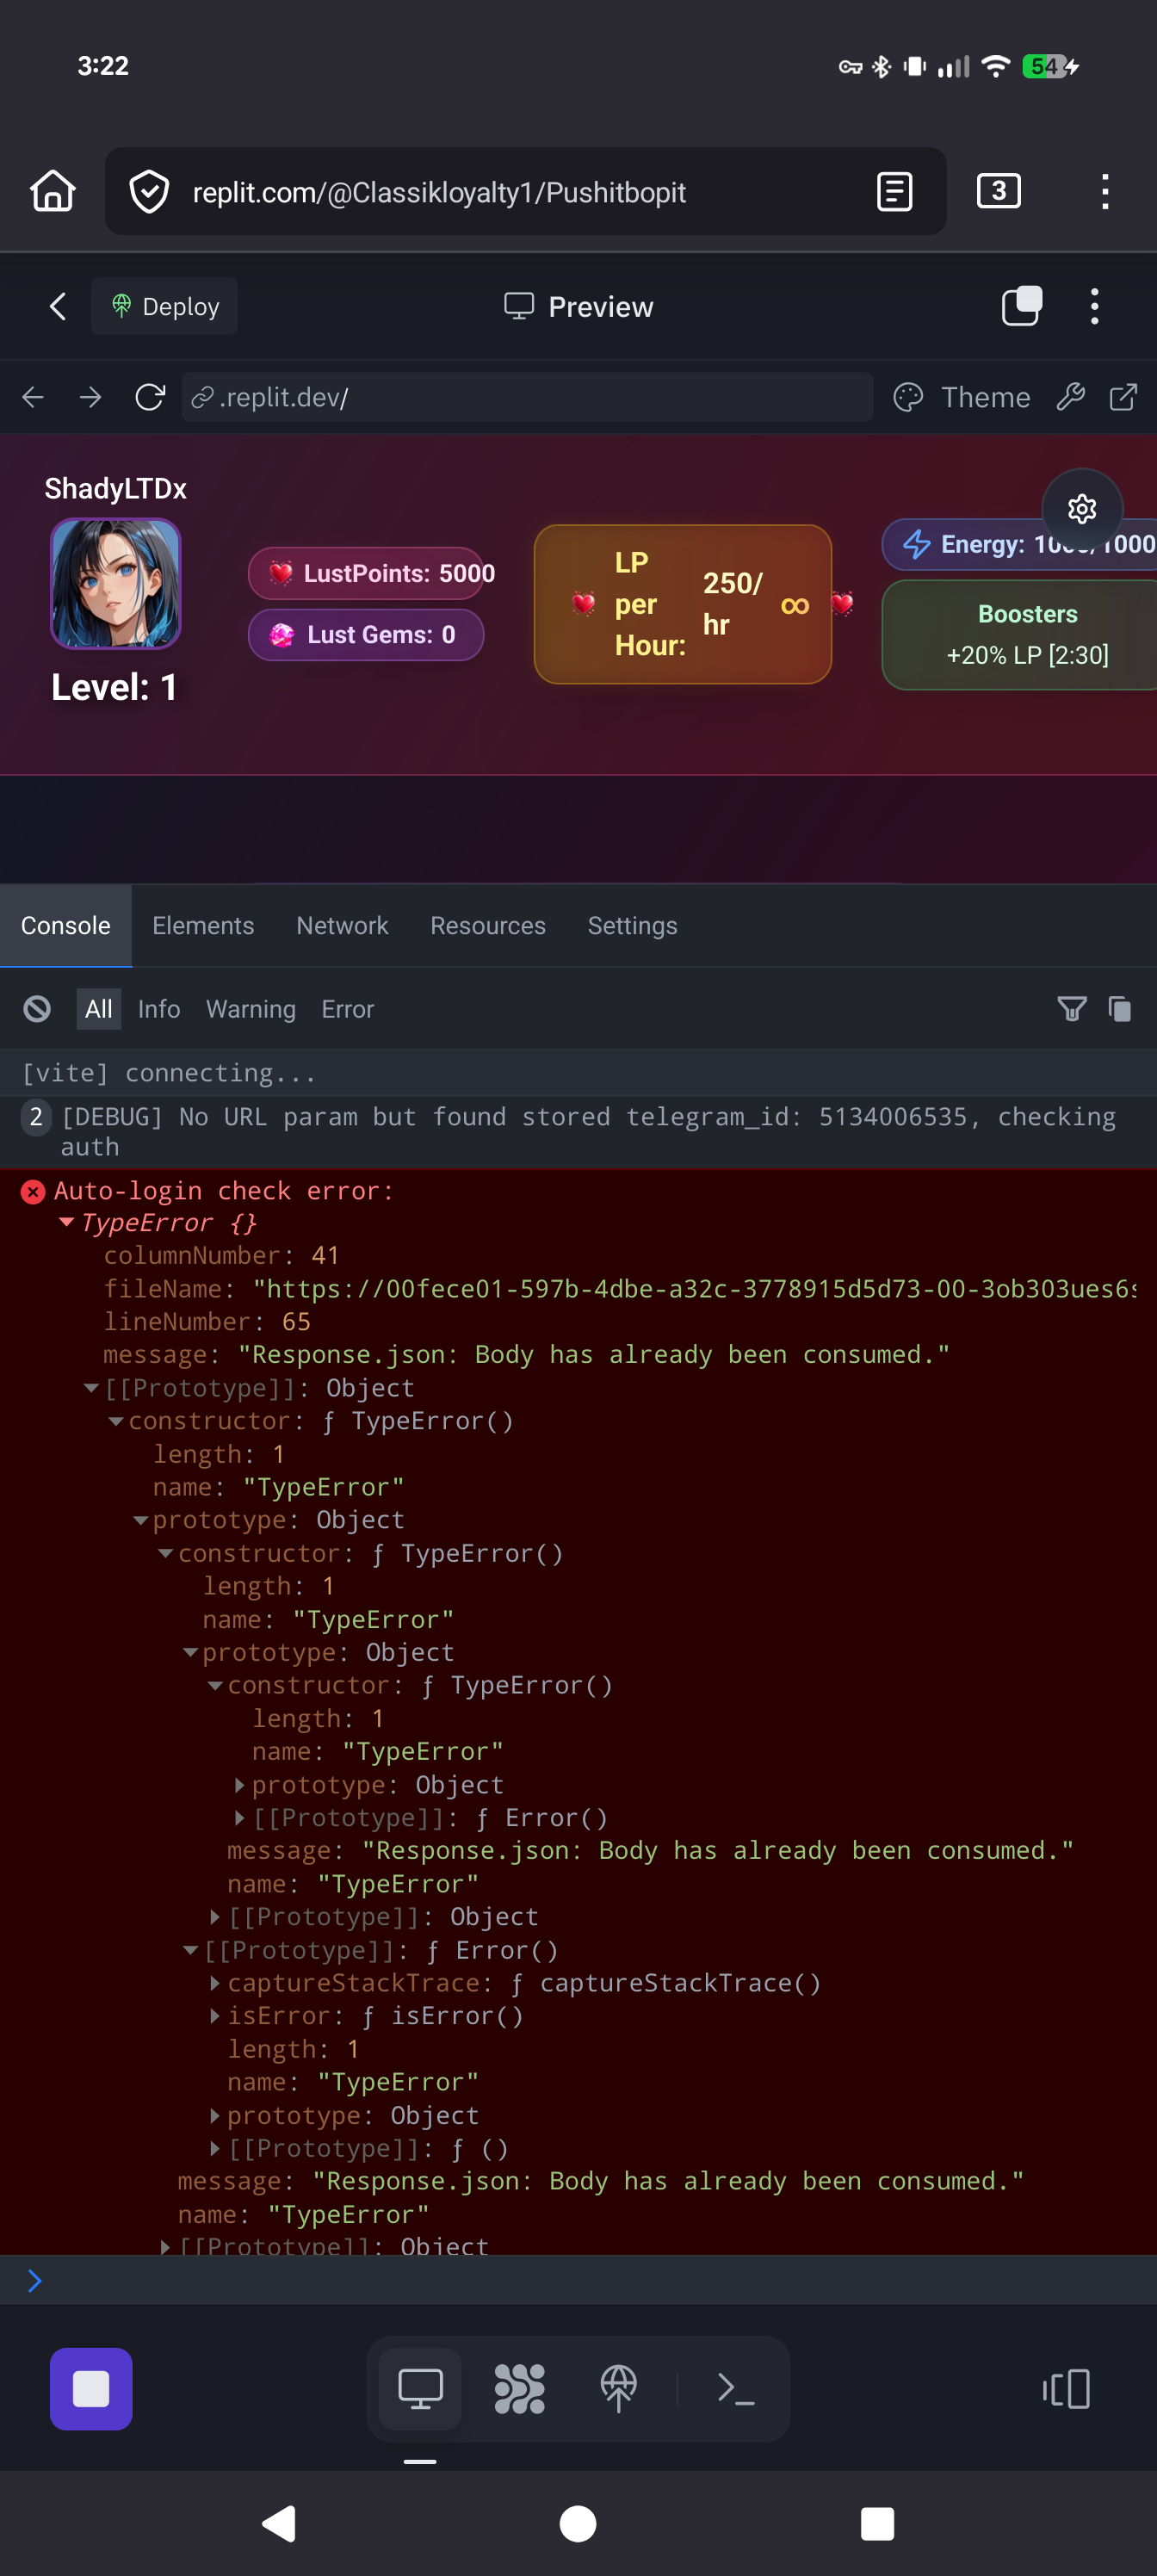 3:22
54
replit.com/@Classikloyalty1/Pushitbopit
3
Deploy
Preview
.replit.dev/
Theme
ShadyLTDx
Level: 1
LustPoints: 5000
Lust Gems: 0
LP
per
Hour:
250/
hr
∞
Energy: 1000/1000
Boosters
+20% LP [2:30]
Console
Elements
Network
Resources
Settings
All
Info
Warning
Error
[vite] connecting...
2
[DEBUG] No URL param but found stored telegram_id: 5134006535, checking
auth
Auto-login check error:
TypeError {}
columnNumber: 41
fileName: "https://00fece01-597b-4dbe-a32c-3778915d5d73-00-3ob303ues6s
lineNumber: 65
message: "Response.json: Body has already been consumed."
[[Prototype]]: Object
constructor: ƒ TypeError()
length: 1
name: "TypeError"
prototype: Object
constructor: ƒ TypeError()
length: 1
name: "TypeError"
prototype: Object
constructor: ƒ TypeError()
length: 1
name: "TypeError"
prototype: Object
[[Prototype]]: ƒ Error()
message: "Response.json: Body has already been consumed."
name: "TypeError"
[[Prototype]]: Object
[[Prototype]]: ƒ Error()
captureStackTrace: ƒ captureStackTrace()
isError: ƒ isError()
length: 1
name: "TypeError"
prototype: Object
[[Prototype]]: ƒ ()
message: "Response.json: Body has already been consumed."
name: "TypeError"
[[Prototype]]: Object